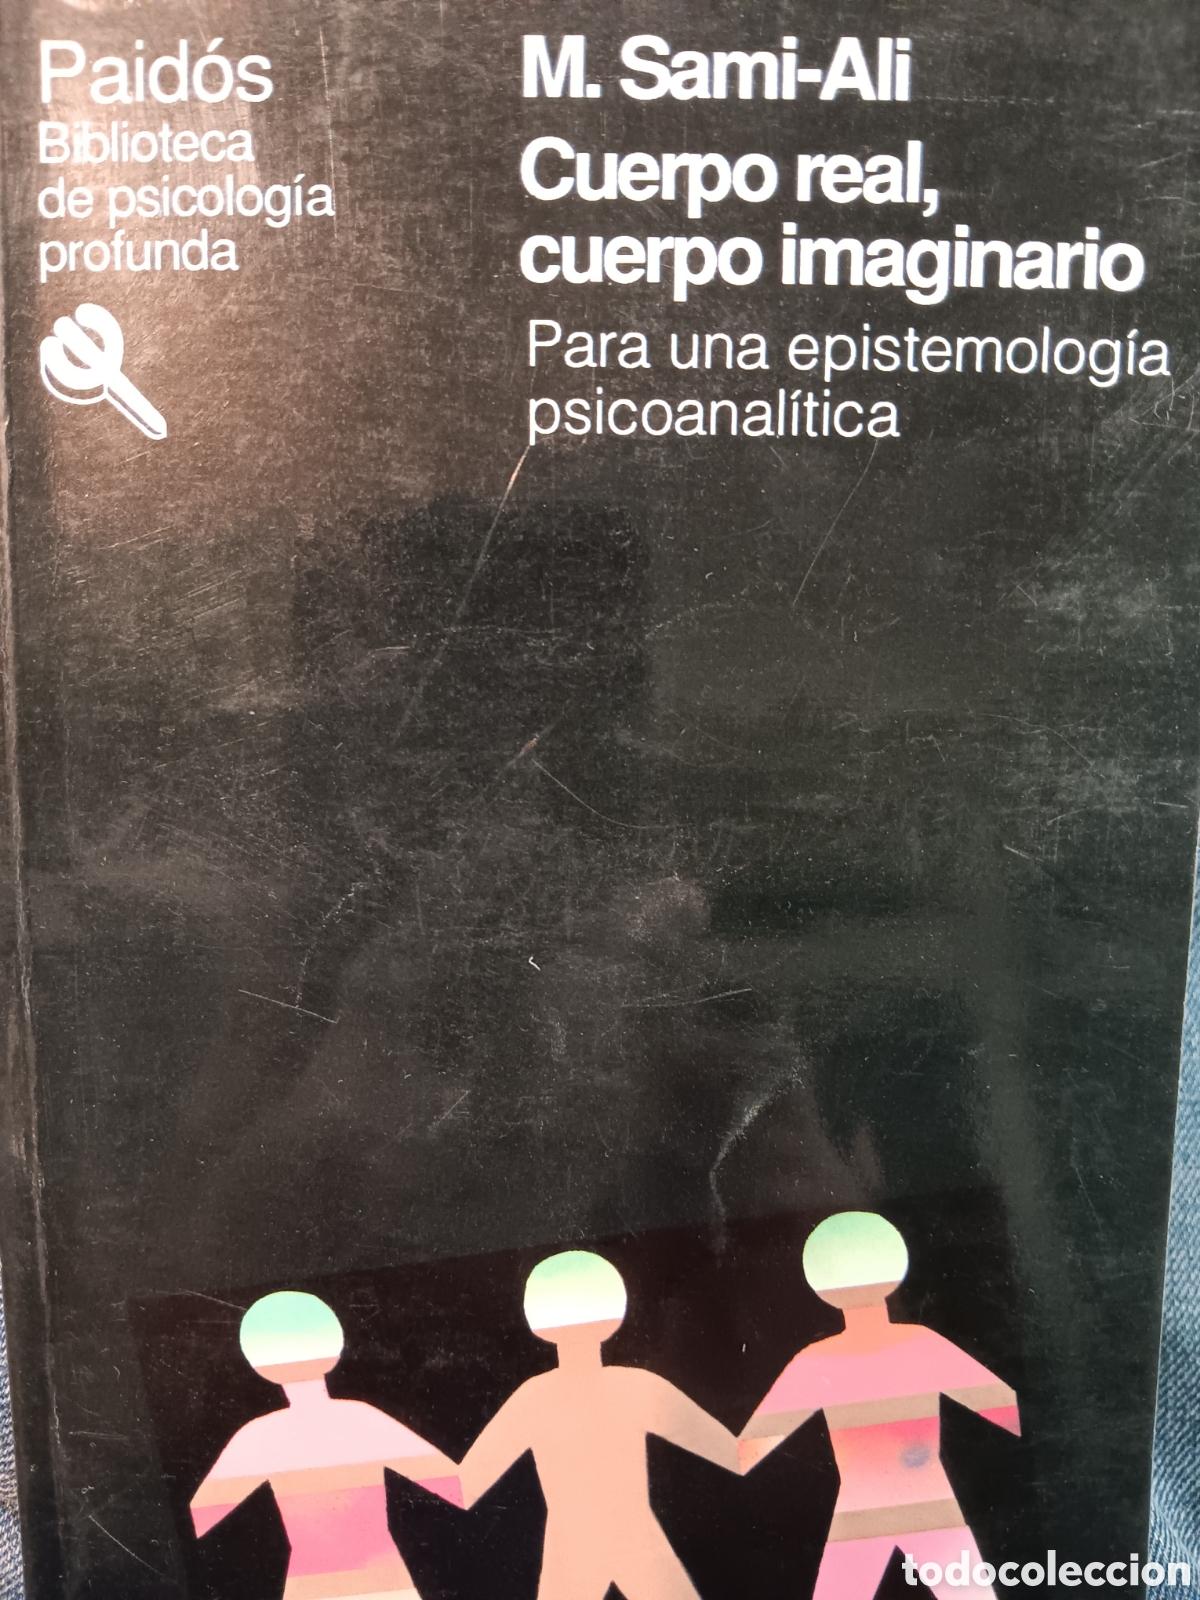 Paidós
Biblioteca
de psicología
profunda
M. Sami-Ali
Cuerpo real,
cuerpo imaginario
Para una epistemología
psicoanalítica
todocoleccion